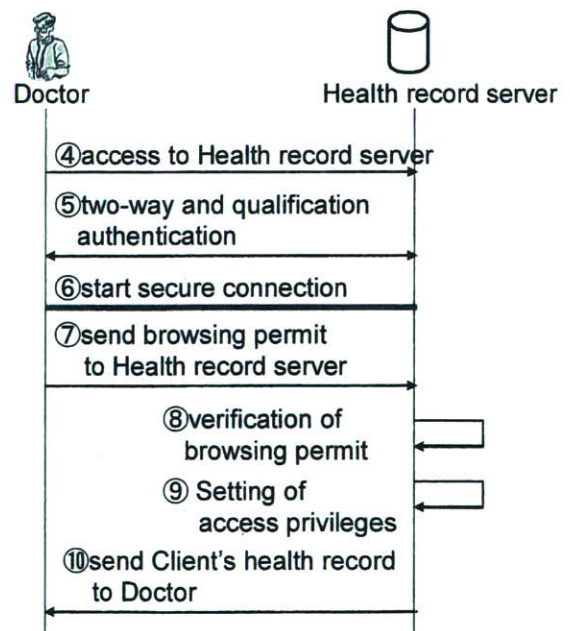 Doctor
Health record server
④access to Health record server
⑤two-way and qualification
authentication
⑥start secure connection
⑦send browsing permit
to Health record server
⑧verification of
browsing permit
⑨ Setting of
access privileges
⑩send Client's health record
to Doctor